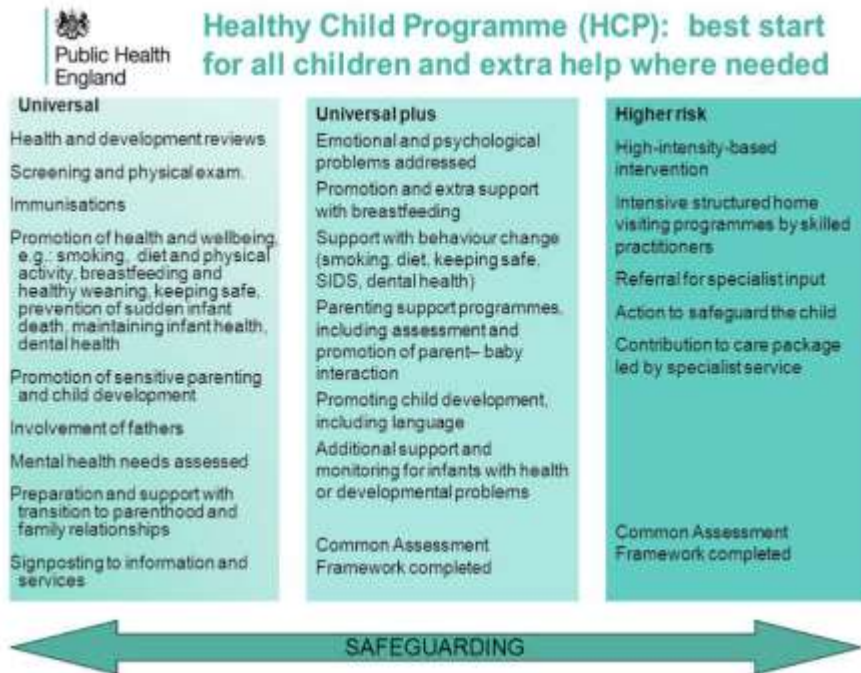 Public Health
England
Healthy Child Programme (HCP): best start
for all children and extra help where needed
Universal
Health and development reviews
Screening and physical exam.
Immunisations
Promotion of health and wellbeing,
e.g.: smoking, diet and physical
activity, breastfeeding and
healthy weaning, keeping safe,
prevention of sudden infant
death, maintaining infant health,
dental health
Promotion of sensitive parenting
and child development
Involvement of fathers
Mental health needs assessed
Preparation and support with
transition to parenthood and
family relationships
Signposting to information and
services
Universal plus
Emotional and psychological
problems addressed
Promotion and extra support
with breastfeeding
Support with behaviour change
(smoking, diet, keeping safe,
SIDS, dental health)
Parenting support programmes,
including assessment and
promotion of parent– baby
interaction
Promoting child development,
including language
Additional support and
monitoring for infants with health
or developmental problems
Common Assessment
Framework completed
Higher risk
High-intensity-based
intervention
Intensive structured home
visiting programmes by skilled
practitioners
Referral for specialist input
Action to safeguard the child
Contribution to care package
led by specialist service
Common Assessment
Framework completed
SAFEGUARDING